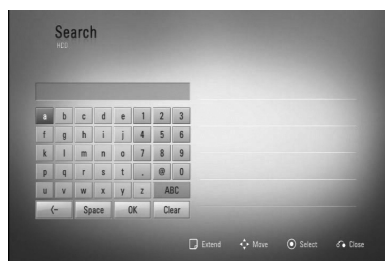 Search
HDD
a b c d e 1 2 3
f g h i j 4 5 6
k l m n o 7 8 9
p q r s t . @ 0
u v w x y z ABC
<- Space OK Clear
Extend Move Select Close